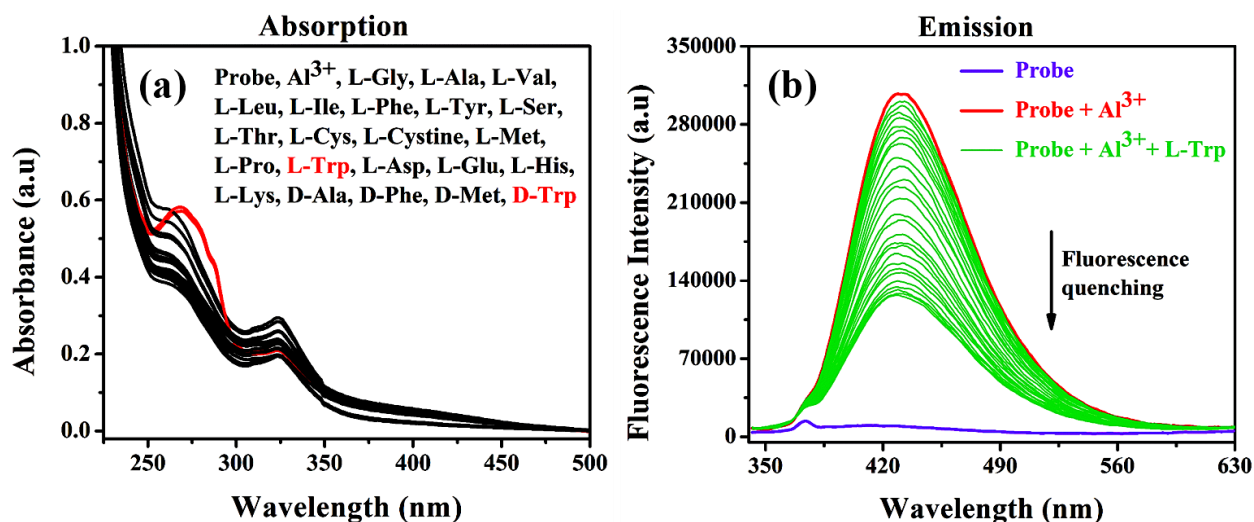 Absorption
(a)
Probe, Al³⁺, L-Gly, L-Ala, L-Val,
L-Leu, L-Ile, L-Phe, L-Tyr, L-Ser,
L-Thr, L-Cys, L-Cystine, L-Met,
L-Pro, L-Trp, L-Asp, L-Glu, L-His,
L-Lys, D-Ala, D-Phe, D-Met, D-Trp
Absorbance (a.u)
1.0
0.8
0.6
0.4
0.2
0.0
250 300 350 400 450 500
Wavelength (nm)
Emission
(b)
Probe
Probe + Al³⁺
Probe + Al³⁺ + L-Trp
Fluorescence
quenching
Fluorescence Intensity (a.u)
350000
280000
210000
140000
70000
0
350 420 490 560 630
Wavelength (nm)